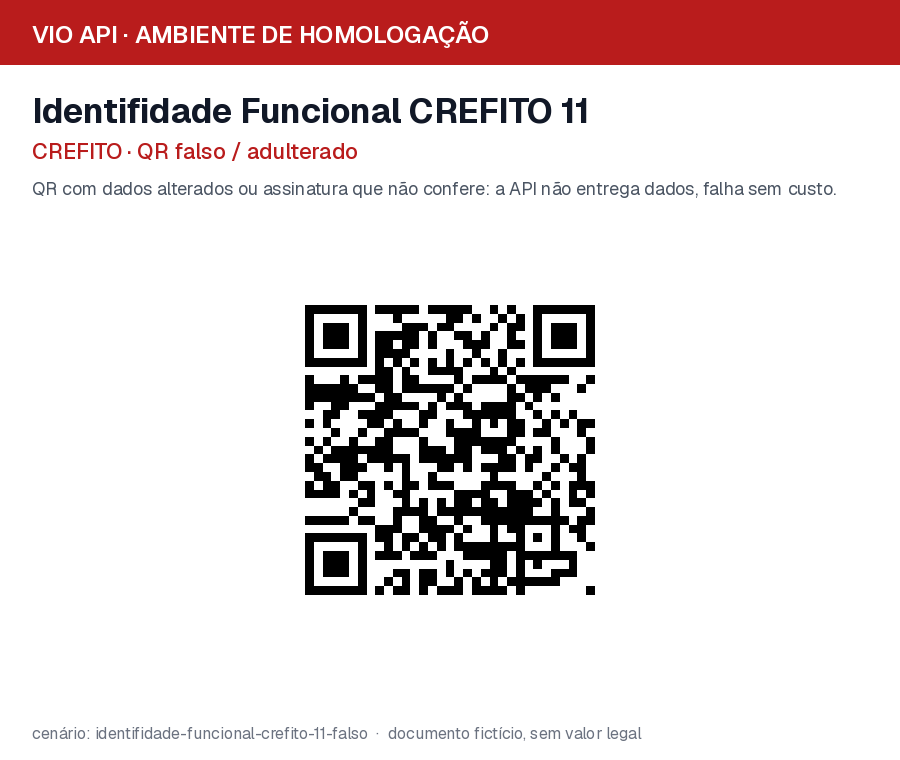 VIO API · AMBIENTE DE HOMOLOGAÇÃO
Identifidade Funcional CREFITO 11
CREFITO · QR falso / adulterado
QR com dados alterados ou assinatura que não confere: a API não entrega dados, falha sem custo.
cenário: identifidade-funcional-crefito-11-falso · documento fictício, sem valor legal